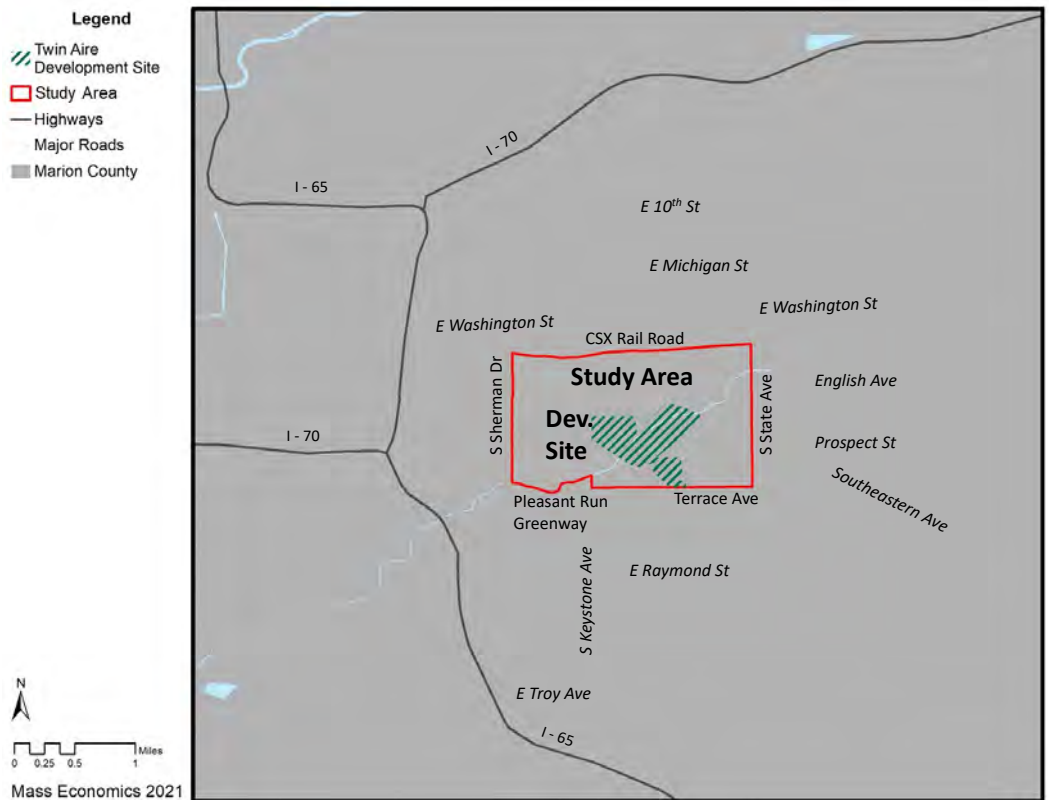 Legend
Twin Aire
Development Site
Study Area
Highways
Major Roads
Marion County
I - 70
I - 65
E 10th St
E Michigan St
E Washington St
E Washington St
CSX Rail Road
S Sherman Dr
Study Area
English Ave
S State Ave
Dev.
Site
I - 70
Prospect St
Southeastern Ave
Pleasant Run
Greenway
Terrace Ave
S Keystone Ave
E Raymond St
E Troy Ave
I - 65
N
Miles
0 0.25 0.5 1
Mass Economics 2021